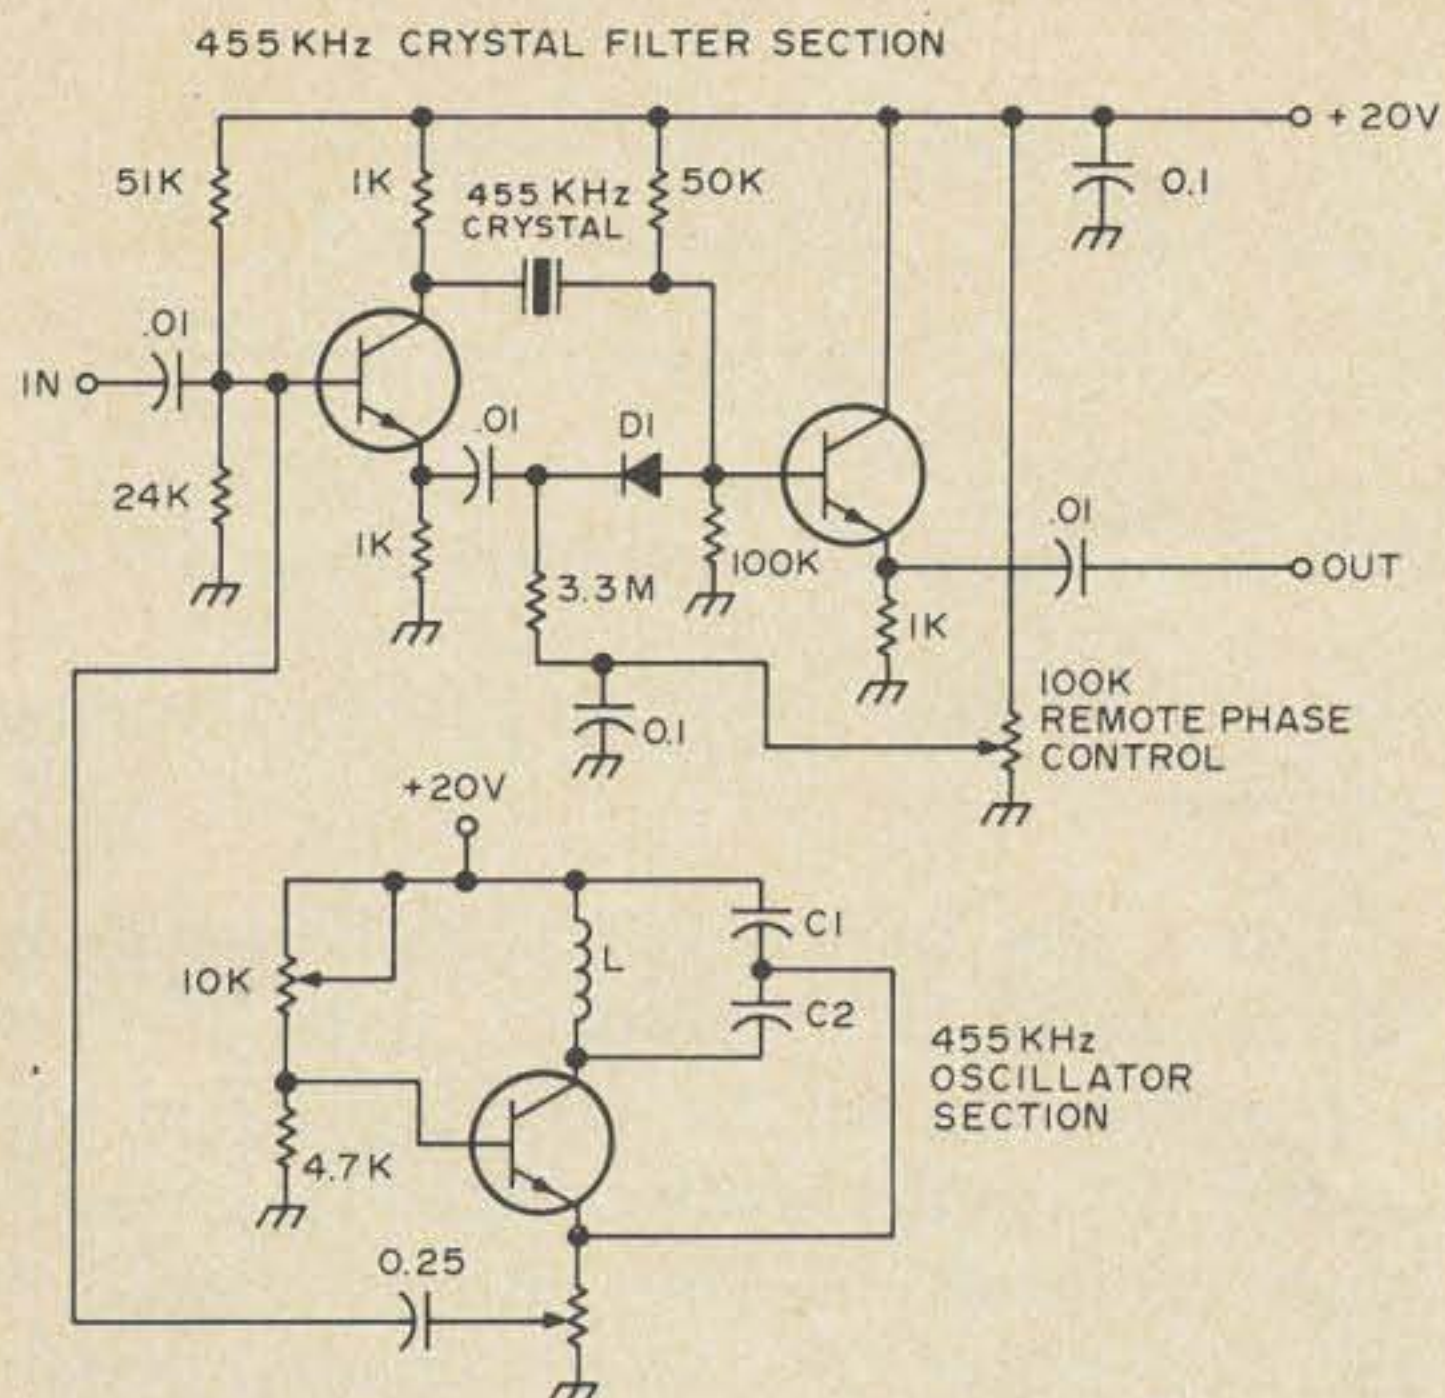 455 KHz CRYSTAL FILTER SECTION
+ 20V
51K
1K
455 KHz
CRYSTAL
50K
0.1
.01
IN
.01
D1
24K
1K
100K
.01
OUT
3.3M
1K
100K
REMOTE PHASE
CONTROL
0.1
+20V
10K
L
C1
C2
455 KHz
OSCILLATOR
SECTION
4.7K
0.25